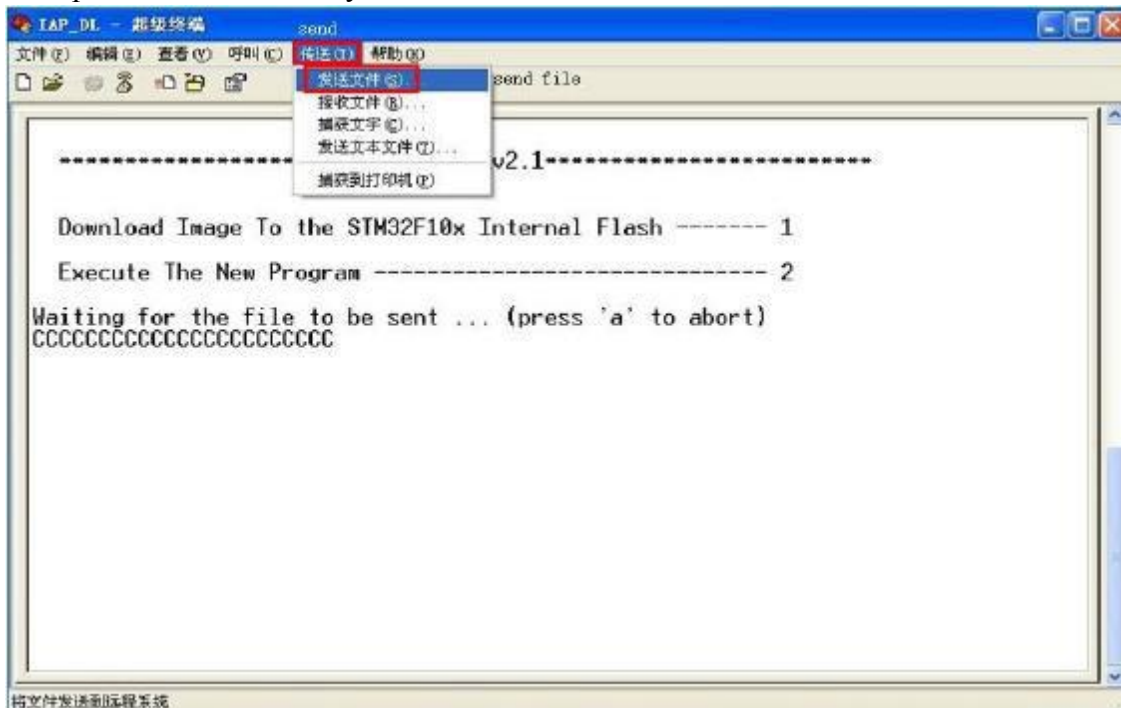 IAP_DL - 超级终端
send
文件(F) 编辑(E) 查看(V) 呼叫(C) 传送(T) 帮助(H)
发送文件(S)...
send file
接收文件(R)...
捕获文字(C)...
发送文本文件(T)...
捕获到打印机(P)
v2.1
Download Image To the STM32F10x Internal Flash ------- 1
Execute The New Program ------------------------------ 2
Waiting for the file to be sent ... (press 'a' to abort)
CCCCCCCCCCCCCCCCCCCCCCC
将文件发送到远程系统